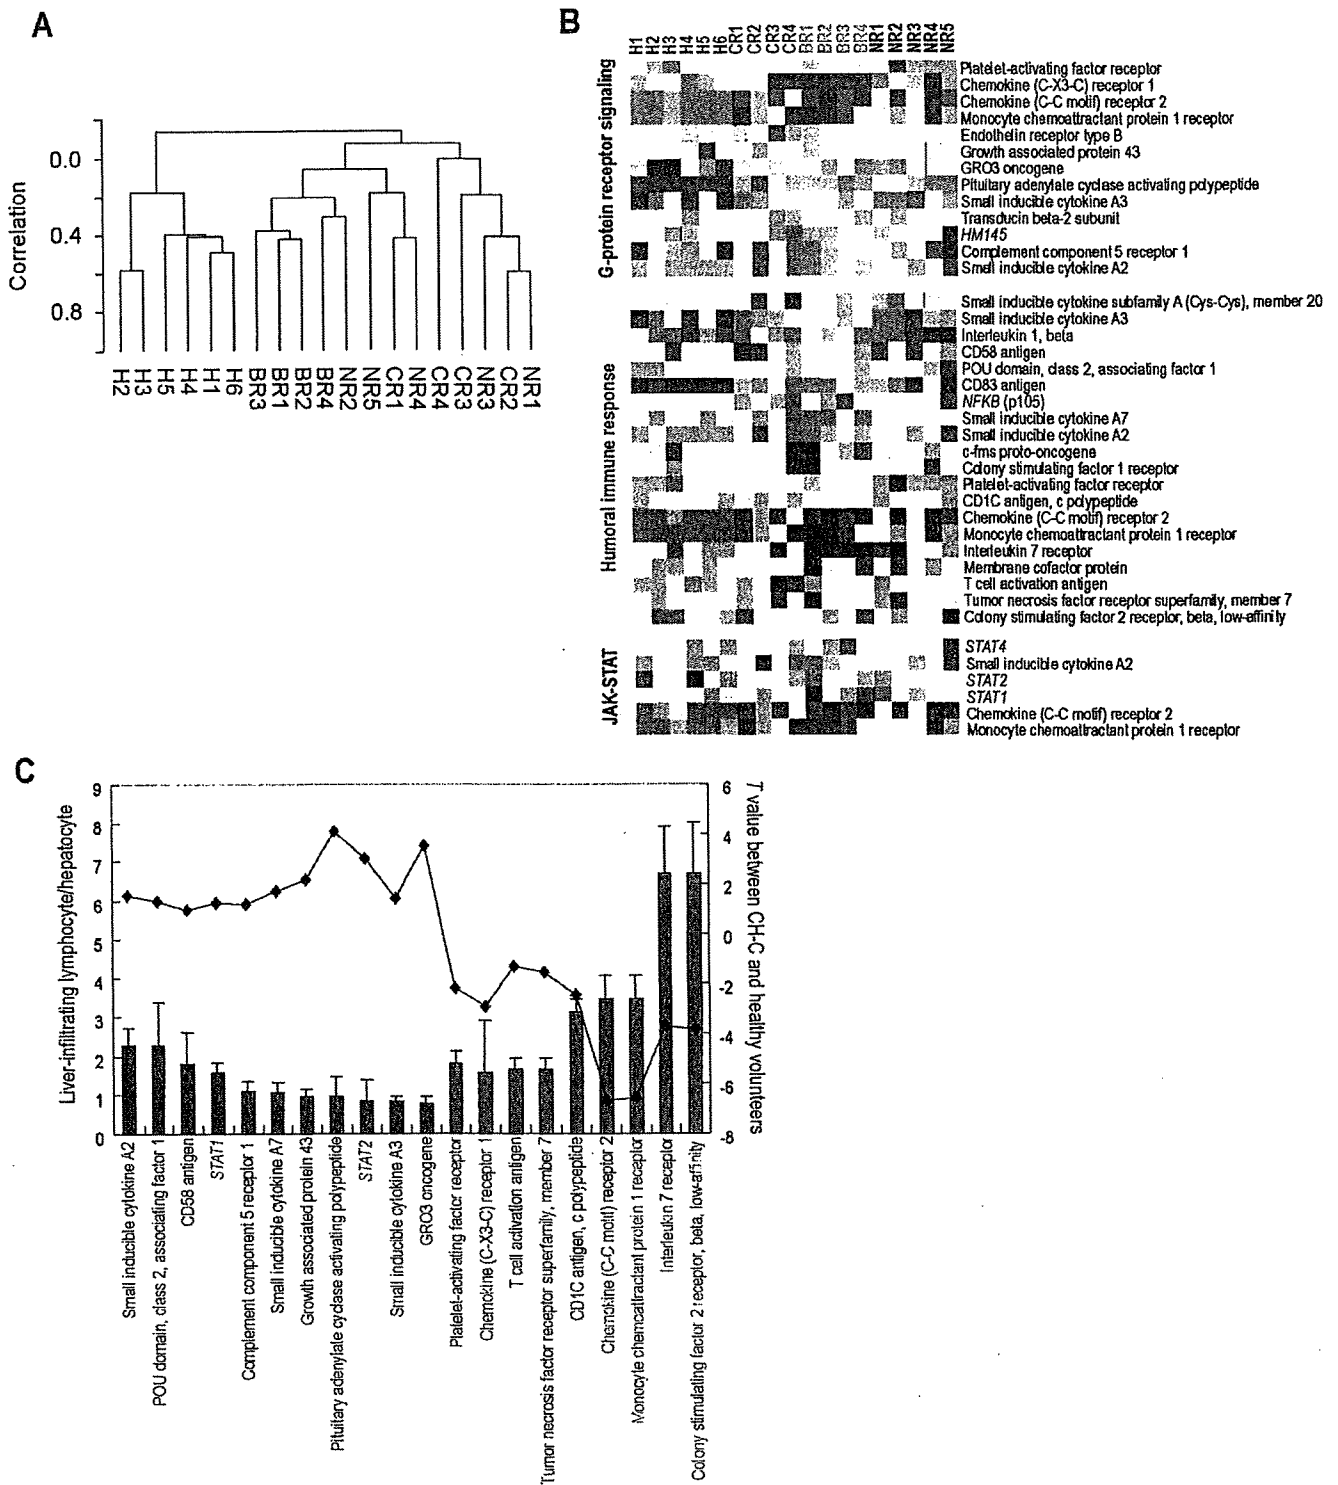 A
Correlation
0.0
0.4
0.8
H2 H3 H5 H4 H1 H6 BR3 BR1 BR2 BR4 NR2 NR5 CR1 NR4 CR4 CR3 NR3 CR2 NR1
B
H1 H2 H3 H4 H5 H6 CR1 CR2 CR3 CR4 BR1 BR2 BR3 BR4 NR1 NR2 NR3 NR4 NR5
G-protein receptor signaling
Platelet-activating factor receptor
Chemokine (C-X3-C) receptor 1
Chemokine (C-C motif) receptor 2
Monocyte chemoattractant protein 1 receptor
Endothelin receptor type B
Growth associated protein 43
GRO3 oncogene
Pituitary adenylate cyclase activating polypeptide
Small inducible cytokine A3
Transducin beta-2 subunit
HM145
Complement component 5 receptor 1
Small inducible cytokine A2
Humoral immune response
Small inducible cytokine subfamily A (Cys-Cys), member 20
Small inducible cytokine A3
Interleukin 1, beta
CD58 antigen
POU domain, class 2, associating factor 1
CD83 antigen
NFKB (p105)
Small inducible cytokine A7
Small inducible cytokine A2
c-fms proto-oncogene
Colony stimulating factor 1 receptor
Platelet-activating factor receptor
CD1C antigen, c polypeptide
Chemokine (C-C motif) receptor 2
Monocyte chemoattractant protein 1 receptor
Interleukin 7 receptor
Membrane cofactor protein
T cell activation antigen
Tumor necrosis factor receptor superfamily, member 7
Colony stimulating factor 2 receptor, beta, low-affinity
JAK-STAT
STAT4
Small inducible cytokine A2
STAT2
STAT1
Chemokine (C-C motif) receptor 2
Monocyte chemoattractant protein 1 receptor
C
Liver-infiltrating lymphocyte/hepatocyte
9
8
7
6
5
4
3
2
1
0
6
4
2
0
-2
-4
-6
-8
T value between CH-C and healthy volunteers
Small inducible cytokine A2
POU domain, class 2, associating factor 1
CD58 antigen
STAT1
Complement component 5 receptor 1
Small inducible cytokine A7
Growth associated protein 43
Pituitary adenylate cyclase activating polypeptide
STAT2
Small inducible cytokine A3
GRO3 oncogene
Platelet-activating factor receptor
Chemokine (C-X3-C) receptor 1
T cell activation antigen
Tumor necrosis factor receptor superfamily, member 7
CD1C antigen, c polypeptide
Chemokine (C-C motif) receptor 2
Monocyte chemoattractant protein 1 receptor
Interleukin 7 receptor
Colony stimulating factor 2 receptor, beta, low-affinity